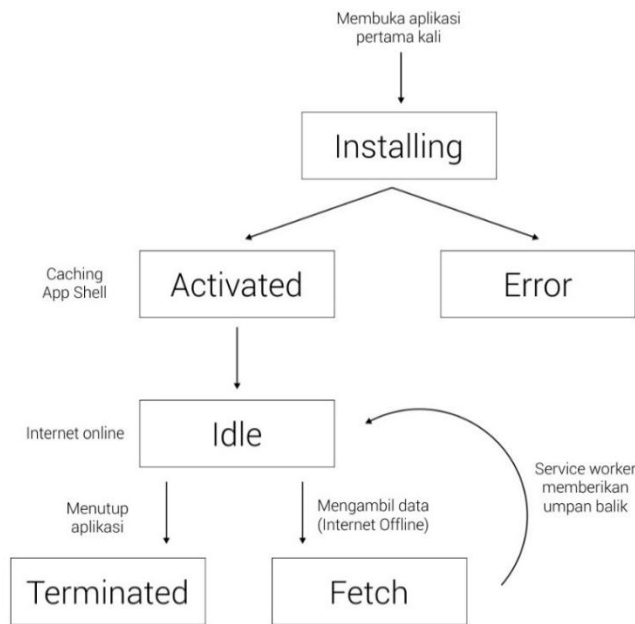 Membuka aplikasi
pertama kali
Installing
Caching
App Shell
Activated
Error
Internet online
Idle
Service worker
memberikan
umpan balik
Menutup
aplikasi
Mengambil data
(Internet Offline)
Terminated
Fetch